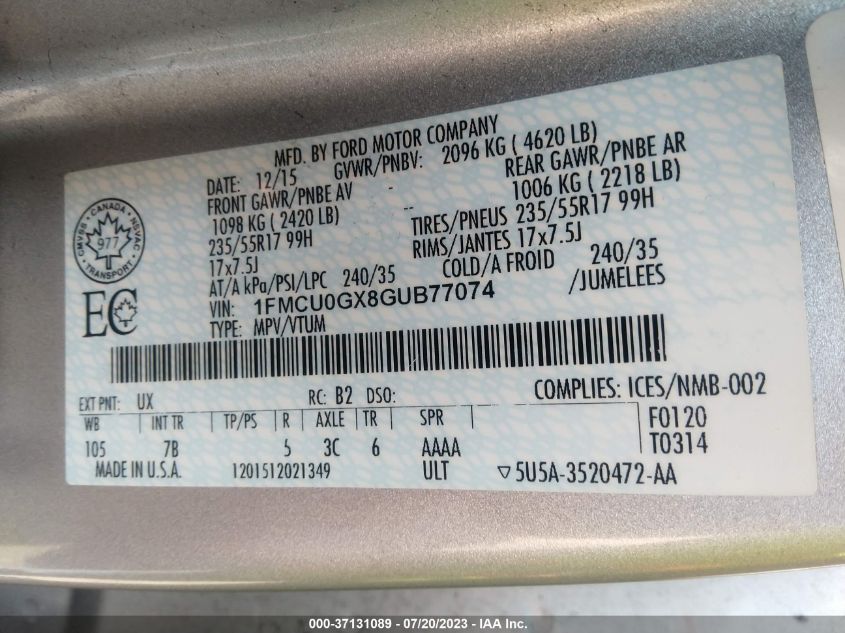 MFD. BY FORD MOTOR COMPANY
DATE: 12/15 GVWR/PNBV: 2096 KG ( 4620 LB)
FRONT GAWR/PNBE AV REAR GAWR/PNBE AR
1098 KG ( 2420 LB) 1006 KG ( 2218 LB)
235/55R17 99H TIRES/PNEUS 235/55R17 99H
17x7.5J RIMS/JANTES 17x7.5J
AT/A kPa/PSI/LPC 240/35 COLD/A FROID 240/35
VIN: 1FMCU0GX8GUB77074 /JUMELEES
TYPE: MPV/VTUM
CMVSS - CANADA - NSVAC
977
TRANSPORT
EC
EXT PNT: UX RC: B2 DSO: COMPLIES: ICES/NMB-002
WB INT TR TP/PS R AXLE TR SPR F0120
105 7B 5 3C 6 AAAA T0314
MADE IN U.S.A. 1201512021349 ULT ▽5U5A-3520472-AA
000-37131089 - 07/20/2023 - IAA Inc.